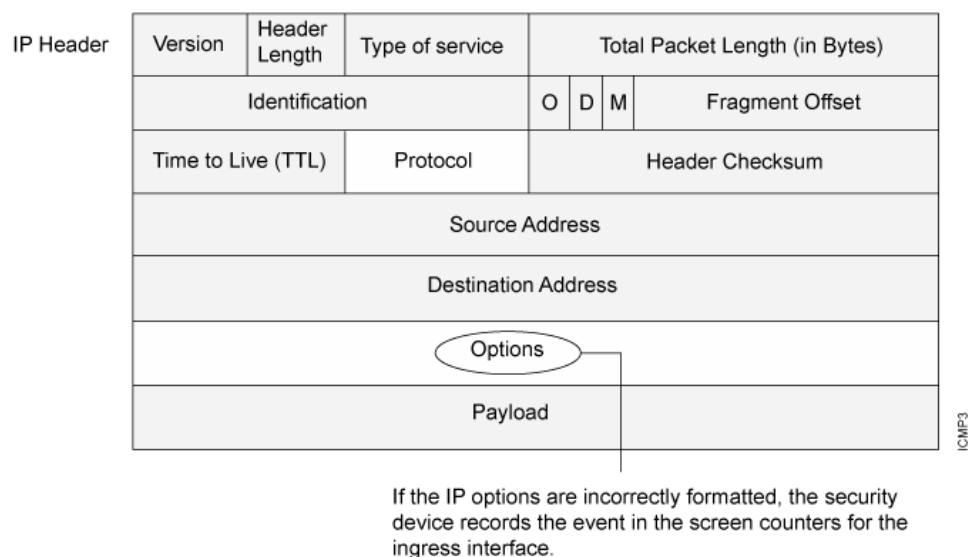 IP Header
Version
Header
Length
Type of service
Total Packet Length (in Bytes)
Identification
O
D
M
Fragment Offset
Time to Live (TTL)
Protocol
Header Checksum
Source Address
Destination Address
Options
Payload
ICMP3
If the IP options are incorrectly formatted, the security
device records the event in the screen counters for the
ingress interface.